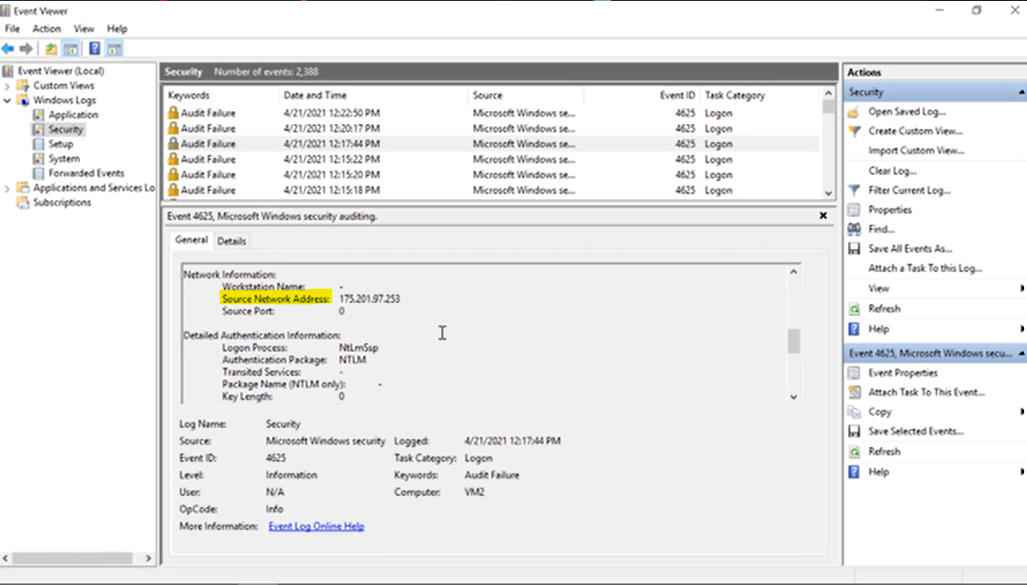 Event Viewer
File Action View Help
Event Viewer (Local)
Custom Views
Windows Logs
Application
Security
Setup
System
Forwarded Events
Applications and Services Lo
Subscriptions
Security Number of events: 2,388
Keywords Date and Time Source Event ID Task Category
Audit Failure 4/21/2021 12:22:50 PM Microsoft Windows se... 4625 Logon
Audit Failure 4/21/2021 12:20:17 PM Microsoft Windows se... 4625 Logon
Audit Failure 4/21/2021 12:17:44 PM Microsoft Windows se... 4625 Logon
Audit Failure 4/21/2021 12:15:22 PM Microsoft Windows se... 4625 Logon
Audit Failure 4/21/2021 12:15:20 PM Microsoft Windows se... 4625 Logon
Audit Failure 4/21/2021 12:15:18 PM Microsoft Windows se... 4625 Logon
Event 4625, Microsoft Windows security auditing.
General Details
Network Information:
Workstation Name: -
Source Network Address: 175.201.97.253
Source Port: 0
Detailed Authentication Information:
Logon Process: NtLmSsp
Authentication Package: NTLM
Transited Services: -
Package Name (NTLM only): -
Key Length: 0
Log Name: Security
Source: Microsoft Windows security Logged: 4/21/2021 12:17:44 PM
Event ID: 4625 Task Category: Logon
Level: Information Keywords: Audit Failure
User: N/A Computer: VM2
OpCode: Info
More Information: Event Log Online Help
Actions
Security
Open Saved Log...
Create Custom View...
Import Custom View...
Clear Log...
Filter Current Log...
Properties
Find...
Save All Events As...
Attach a Task To this Log...
View
Refresh
Help
Event 4625, Microsoft Windows secu...
Event Properties
Attach Task To This Event...
Copy
Save Selected Events...
Refresh
Help